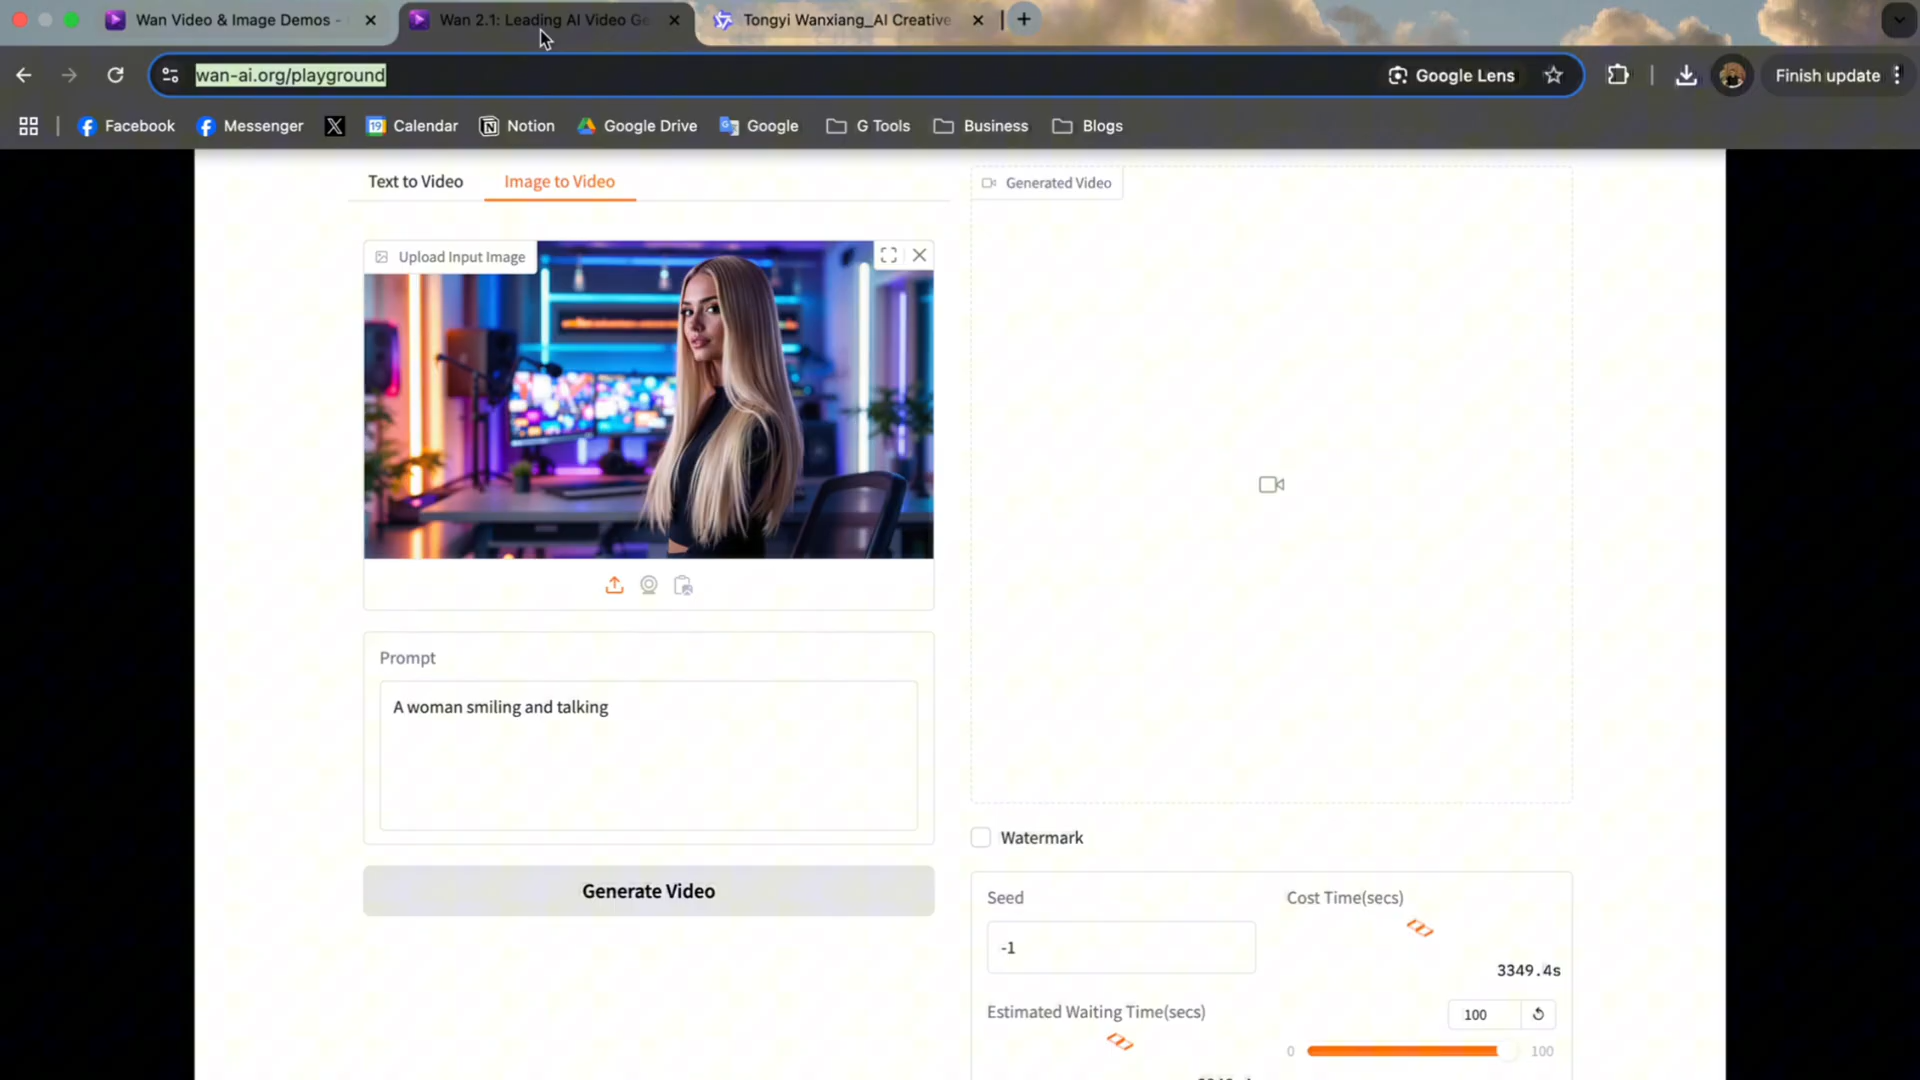 Wan Video & Image Demos -
Wan 2.1: Leading AI Video Ge
Tongyi Wanxiang_AI Creative
wan-ai.org/playground
Google Lens
Finish update
Facebook
Messenger
19
Calendar
Notion
Google Drive
Google
G Tools
Business
Blogs
Text to Video
Image to Video
Generated Video
Upload Input Image
Prompt
A woman smiling and talking
Generate Video
Watermark
Seed
-1
Cost Time(secs)
3349.4s
Estimated Waiting Time(secs)
100
0
100